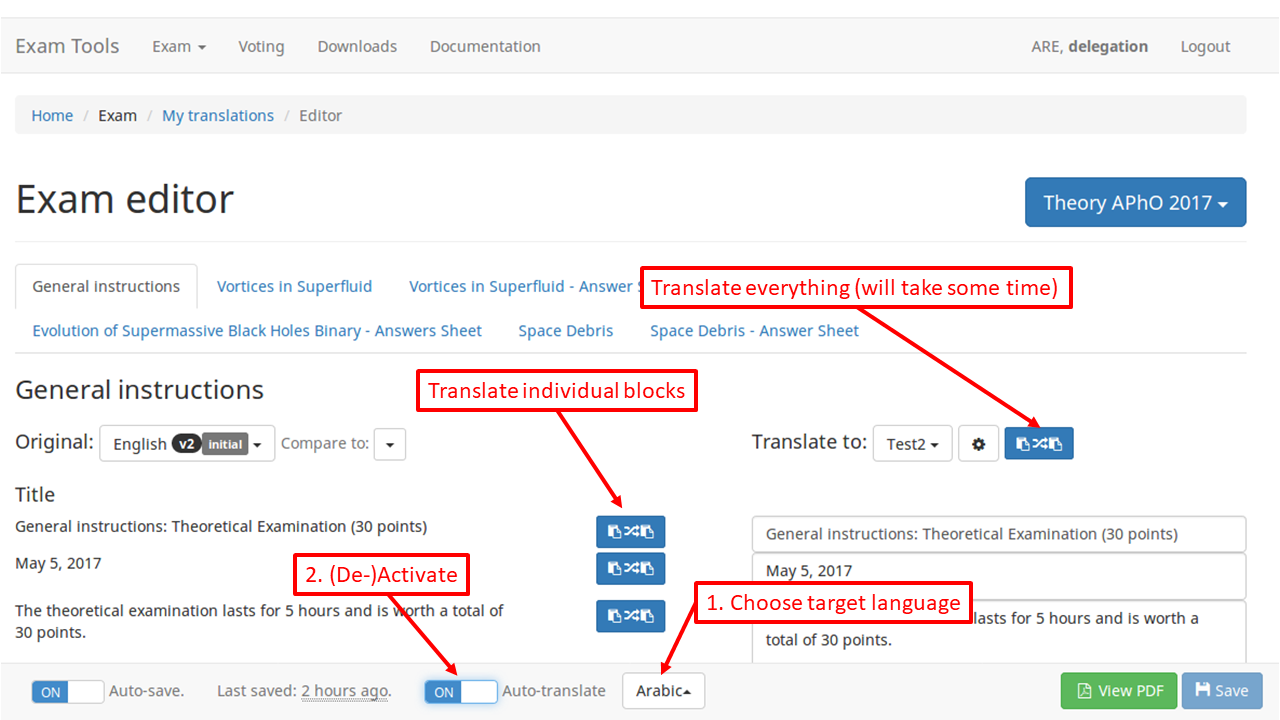 Exam Tools Exam Voting Downloads Documentation ARE, delegation Logout
Home / Exam / My translations / Editor
Exam editor
Theory APhO 2017
General instructions Vortices in Superfluid Vortices in Superfluid - Answer
Translate everything (will take some time)
Evolution of Supermassive Black Holes Binary - Answers Sheet Space Debris Space Debris - Answer Sheet
General instructions
Translate individual blocks
Original: English v2 initial Compare to: Translate to: Test2
Title
General instructions: Theoretical Examination (30 points) General instructions: Theoretical Examination (30 points)
May 5, 2017 May 5, 2017
2. (De-)Activate
1. Choose target language
The theoretical examination lasts for 5 hours and is worth a total of lasts for 5 hours and is worth a
30 points. total of 30 points.
ON Auto-save. Last saved: 2 hours ago. ON Auto-translate Arabic View PDF Save